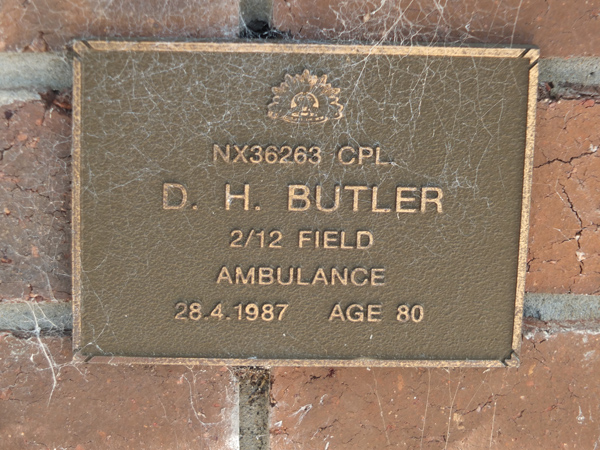 NX36263 CPL.
D. H. BUTLER
2/12 FIELD
AMBULANCE
28.4.1987 AGE 80